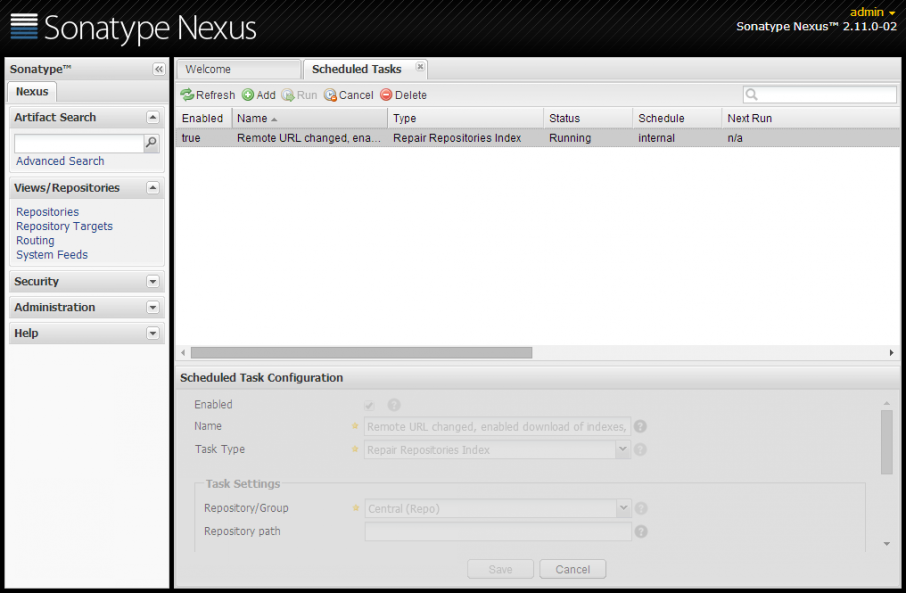 Sonatype Nexus
admin
Sonatype Nexus™ 2.11.0-02
Sonatype™
Nexus
Artifact Search
Advanced Search
Views/Repositories
Repositories
Repository Targets
Routing
System Feeds
Security
Administration
Help
Welcome Scheduled Tasks
Refresh Add Run Cancel Delete
Enabled Name Type Status Schedule Next Run
true Remote URL changed, ena... Repair Repositories Index Running internal n/a
Scheduled Task Configuration
Enabled
Name Remote URL changed, enabled download of indexes,
Task Type Repair Repositories Index
Task Settings
Repository/Group Central (Repo)
Repository path
Save Cancel